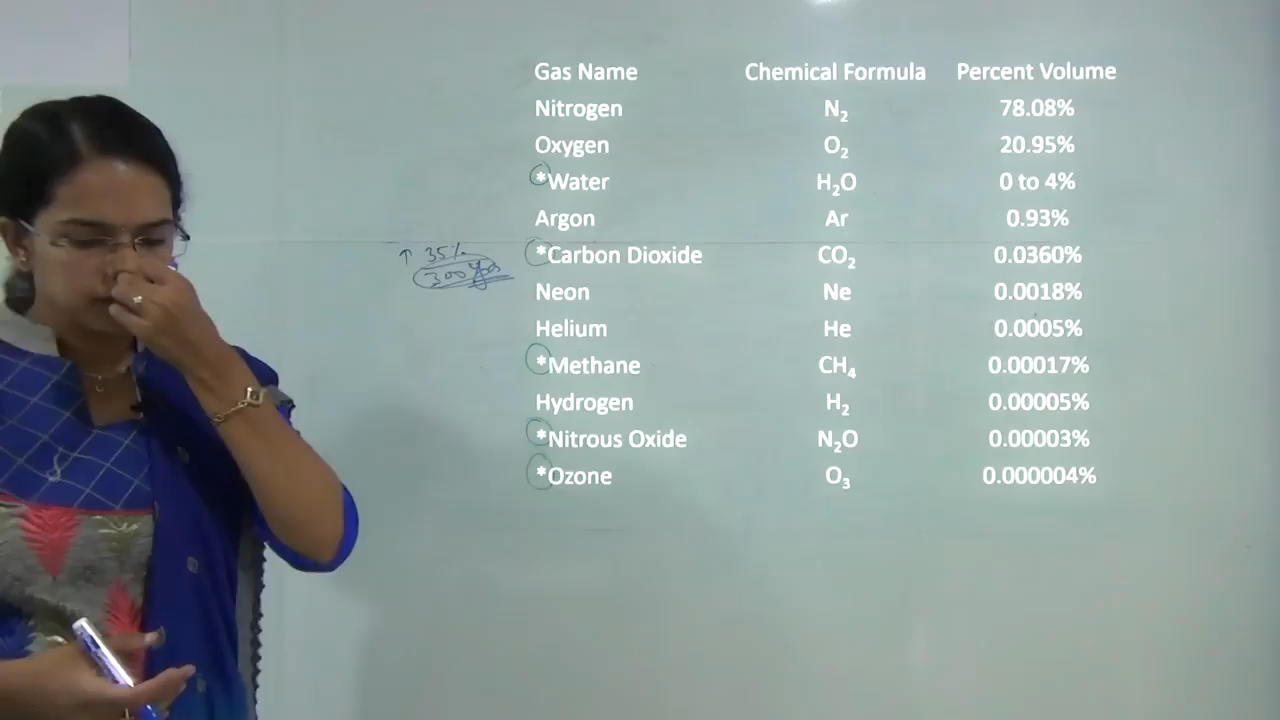 Gas Name Chemical Formula Percent Volume
Nitrogen N₂ 78.08%
Oxygen O₂ 20.95%
*Water H₂O 0 to 4%
Argon Ar 0.93%
↑ 35%
*Carbon Dioxide CO₂ 0.0360%
300 yrs
Neon Ne 0.0018%
Helium He 0.0005%
*Methane CH₄ 0.00017%
Hydrogen H₂ 0.00005%
*Nitrous Oxide N₂O 0.00003%
*Ozone O₃ 0.000004%